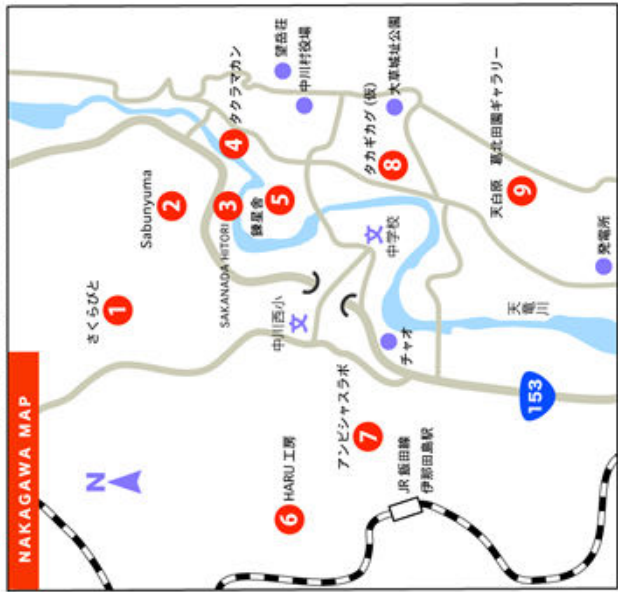 NAKAGAWA MAP
N
1
さくらびと
2
Sabunyuma
3
SAKANADA HITORI
4
タクラマカン
5
錬星舎
望岳荘
中川村役場
中川西小
文
6
HARU 工房
7
アンビシャスラボ
チャオ
文
中学校
8
タカギカグ (仮)
大草城址公園
JR 飯田線
伊那田島駅
153
天竜川
9
天白原 葛北田園ギャラリー
発電所